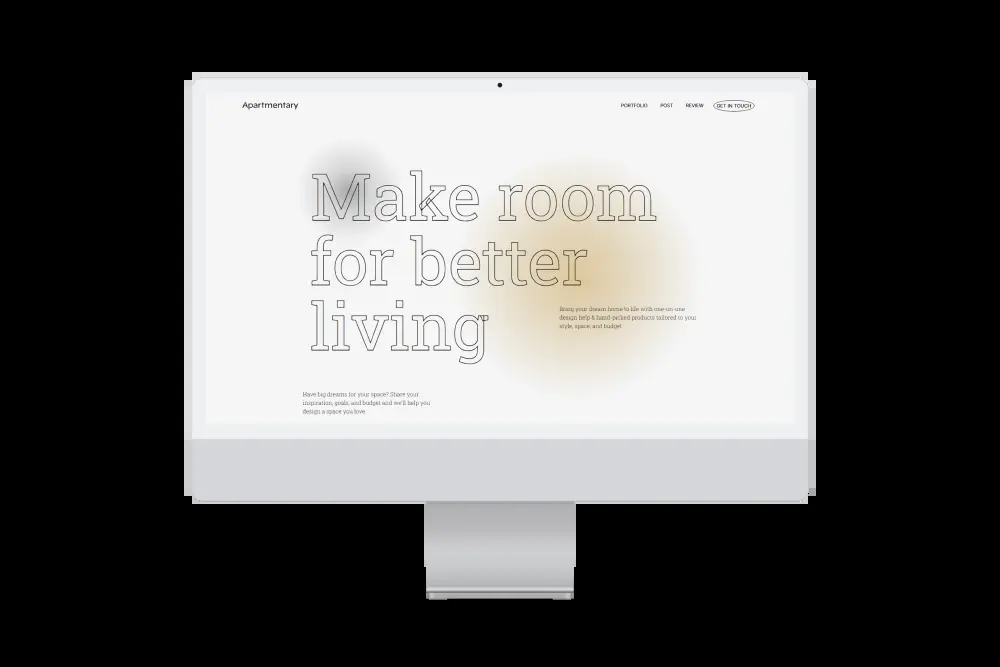 Apartmentary
PORTFOLIO POST REVIEW GET IN TOUCH
Make room
for better
living
Bring your dream home to life with one-on-one
design help & hand-picked products tailored to your
style, space, and budget
Have big dreams for your space? Share your
inspiration, goals, and budget and we'll help you
design a space you love.